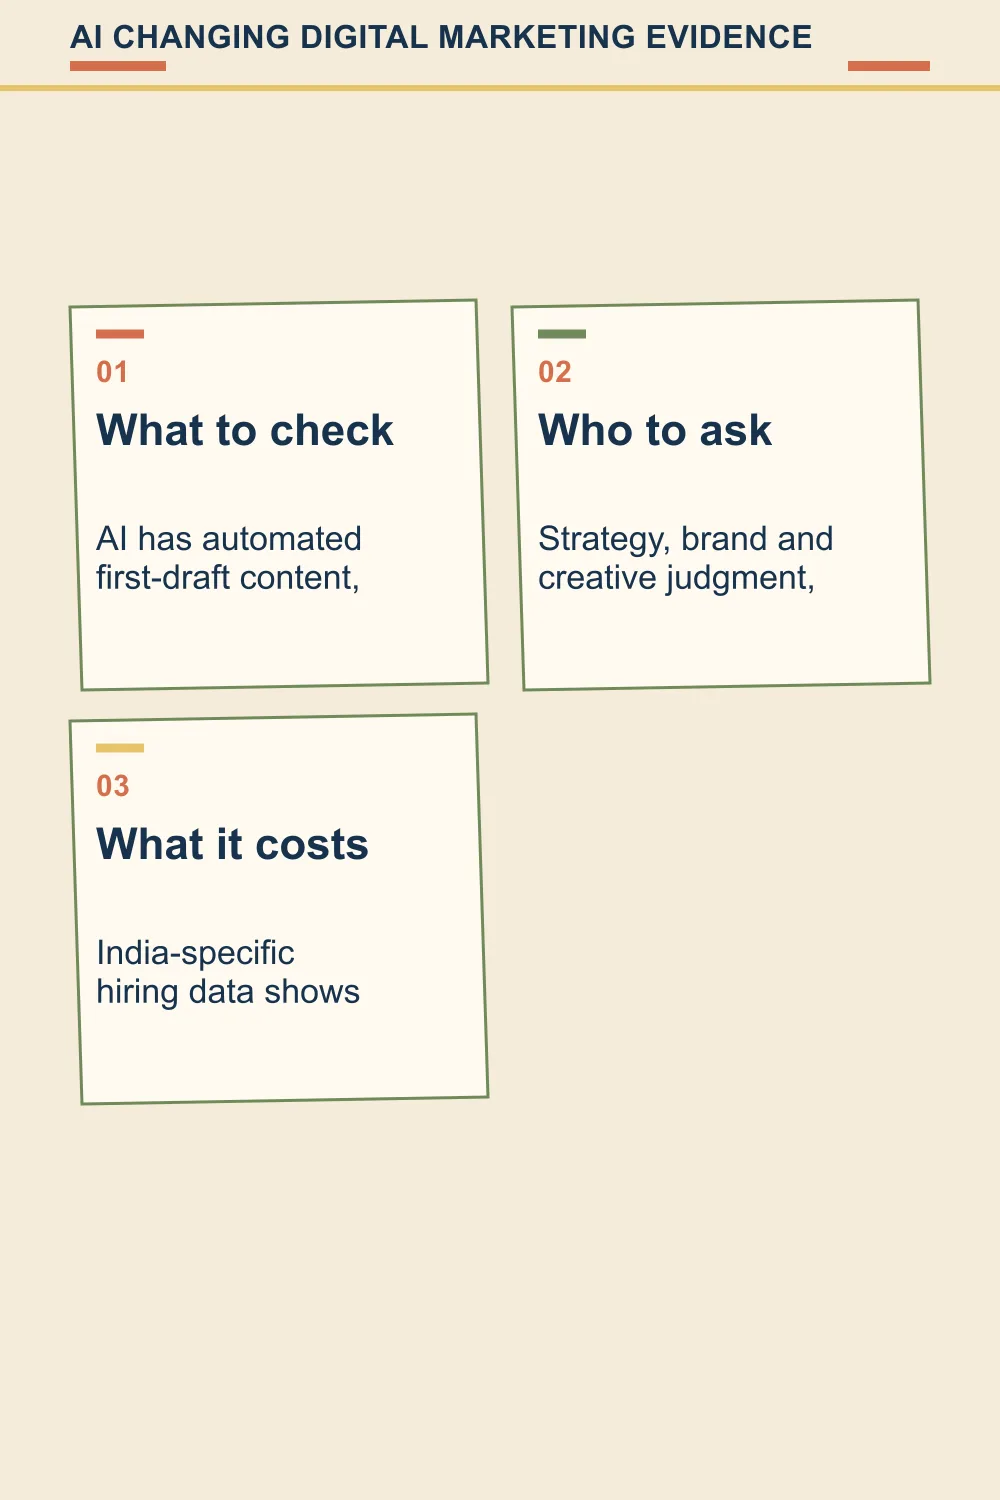 AI CHANGING DIGITAL MARKETING EVIDENCE
01
What to check
AI has automated
first-draft content,
02
Who to ask
Strategy, brand and
creative judgment,
03
What it costs
India-specific
hiring data shows